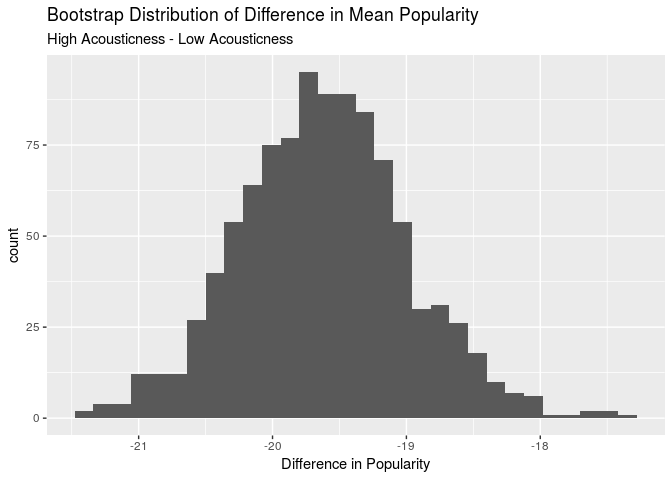 Bootstrap Distribution of Difference in Mean Popularity
High Acousticness - Low Acousticness
75
50
25
0
count
-21
-20
-19
-18
Difference in Popularity